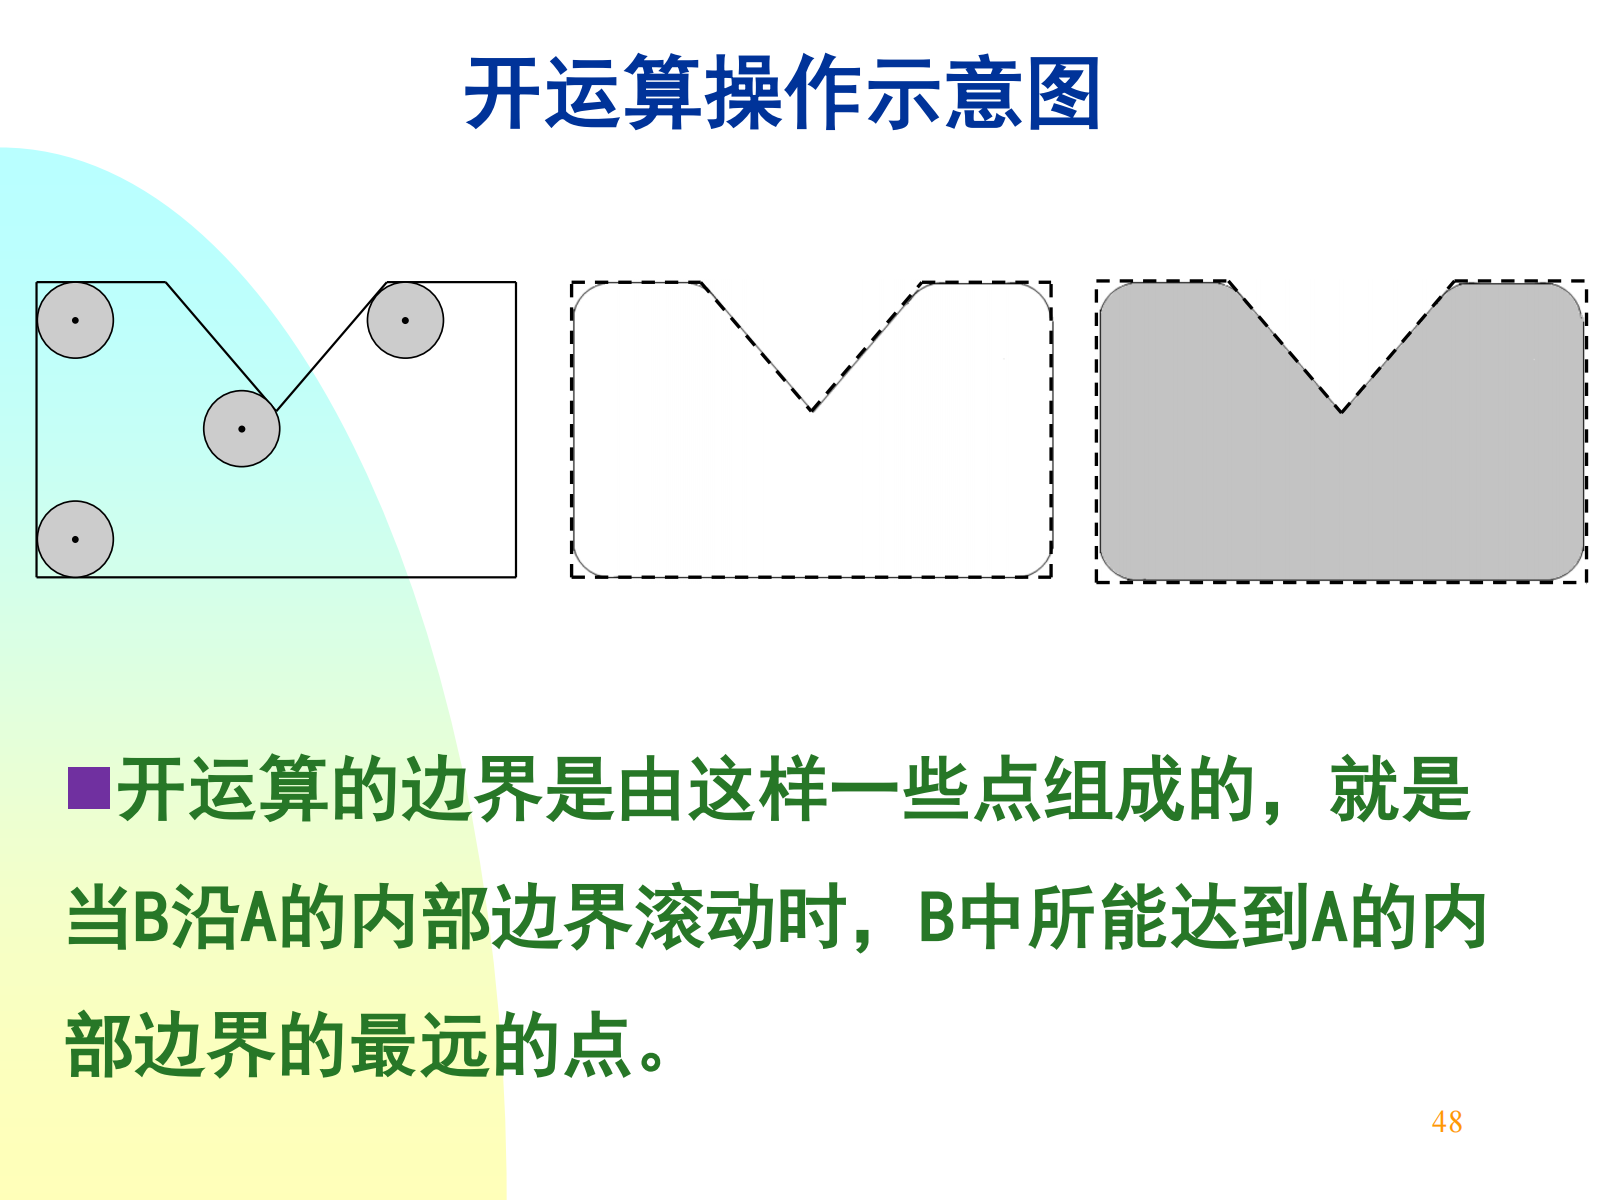 开运算操作示意图
■开运算的边界是由这样一些点组成的，就是
当B沿A的内部边界滚动时，B中所能达到A的内
部边界的最远的点。
48